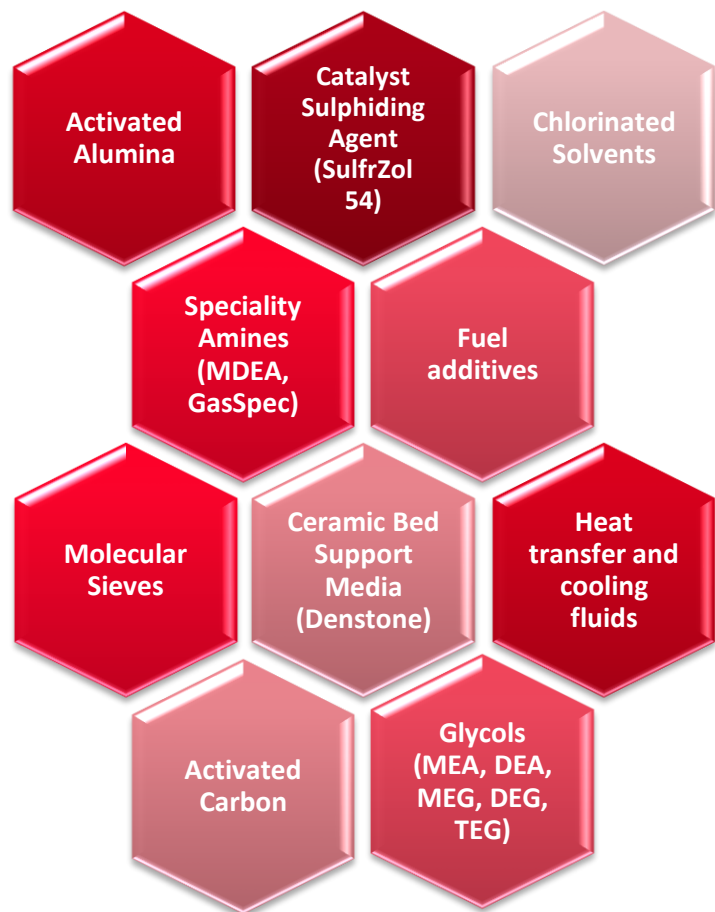 Activated
Alumina
Catalyst
Sulphiding
Agent
(SulfrZol
54)
Chlorinated
Solvents
Speciality
Amines
(MDEA,
GasSpec)
Fuel
additives
Molecular
Sieves
Ceramic Bed
Support
Media
(Denstone)
Heat
transfer and
cooling
fluids
Activated
Carbon
Glycols
(MEA, DEA,
MEG, DEG,
TEG)